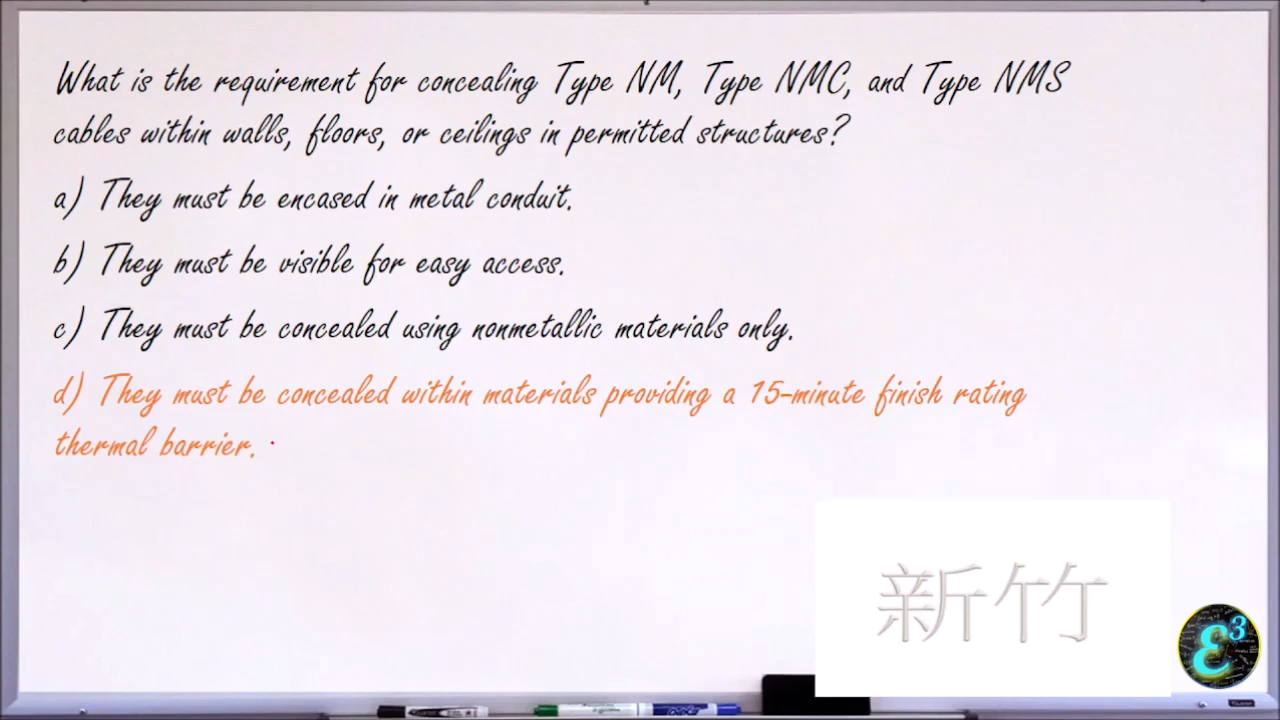 What is the requirement for concealing Type NM, Type NMC, and Type NMS
cables within walls, floors, or ceilings in permitted structures?
a) They must be encased in metal conduit.
b) They must be visible for easy access.
c) They must be concealed using nonmetallic materials only.
d) They must be concealed within materials providing a 15-minute finish rating
thermal barrier.
新竹
ε3